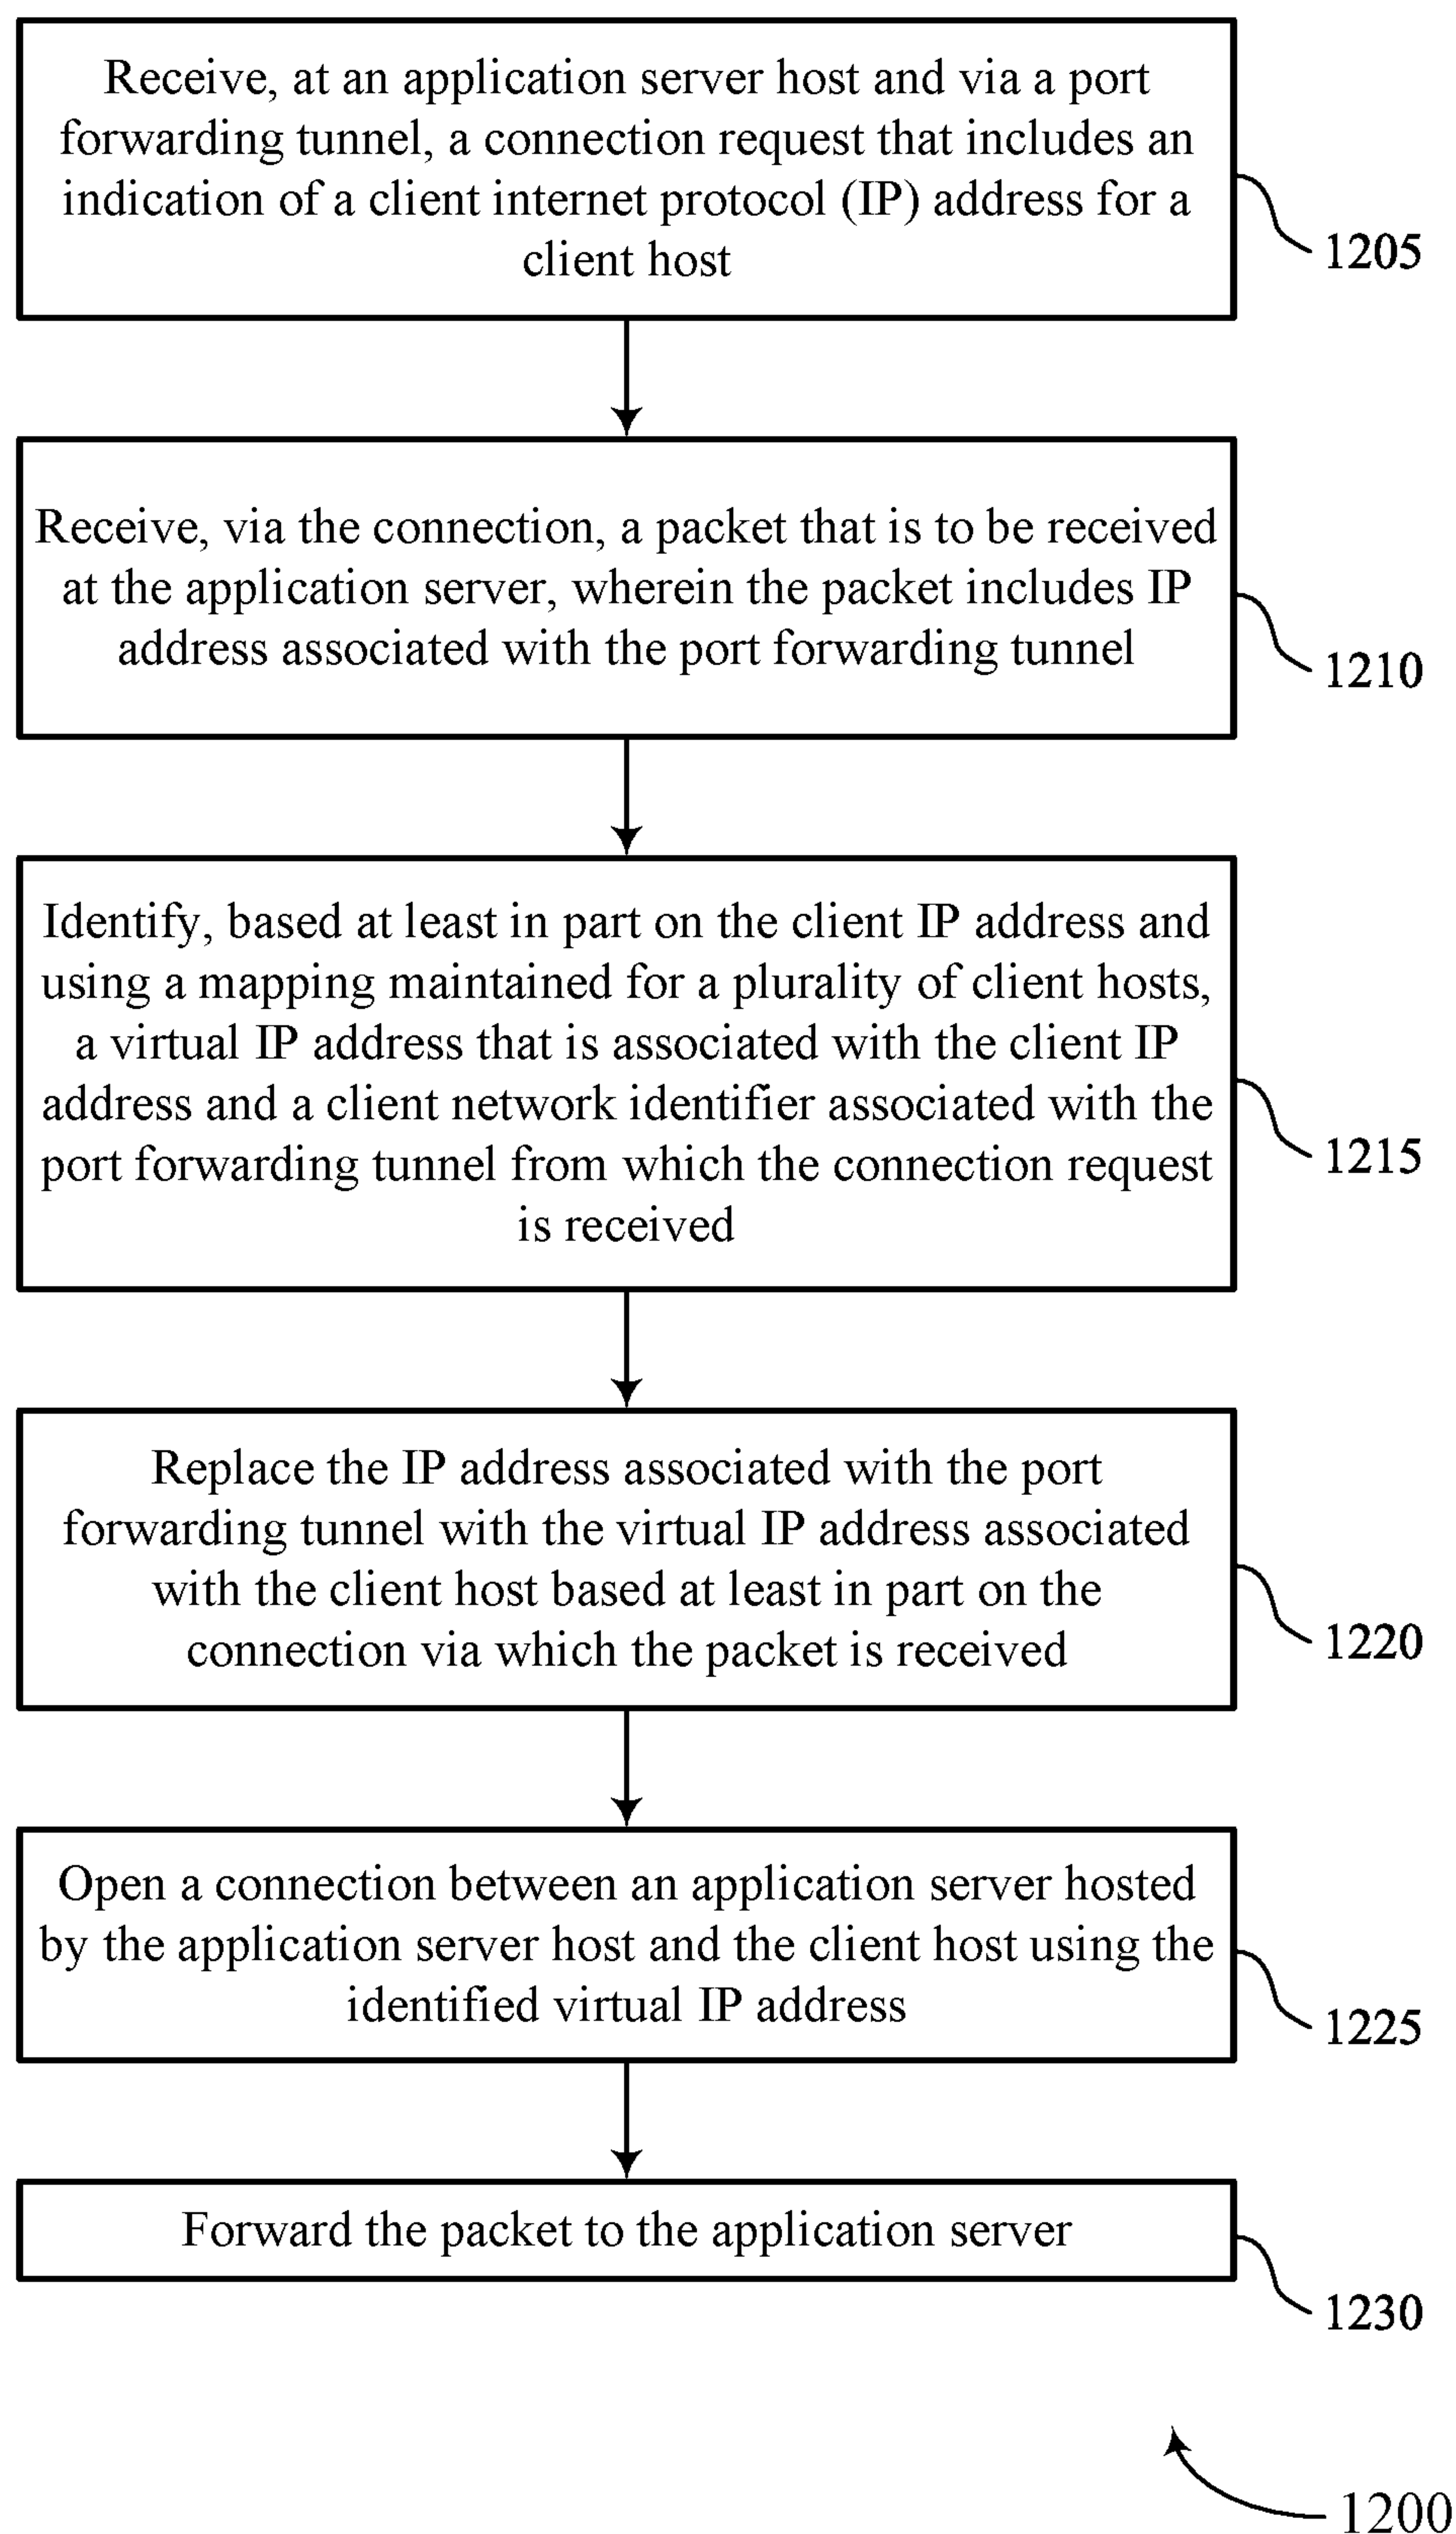 Receive, at an application server host and via a port
forwarding tunnel, a connection request that includes an
indication of a client internet protocol (IP) address for a
client host
1205
Receive, via the connection, a packet that is to be received
at the application server, wherein the packet includes IP
address associated with the port forwarding tunnel
1210
Identify, based at least in part on the client IP address and
using a mapping maintained for a plurality of client hosts,
a virtual IP address that is associated with the client IP
address and a client network identifier associated with the
port forwarding tunnel from which the connection request
is received
1215
Replace the IP address associated with the port
forwarding tunnel with the virtual IP address associated
with the client host based at least in part on the
connection via which the packet is received
1220
Open a connection between an application server hosted
by the application server host and the client host using the
identified virtual IP address
1225
Forward the packet to the application server
1230
1200